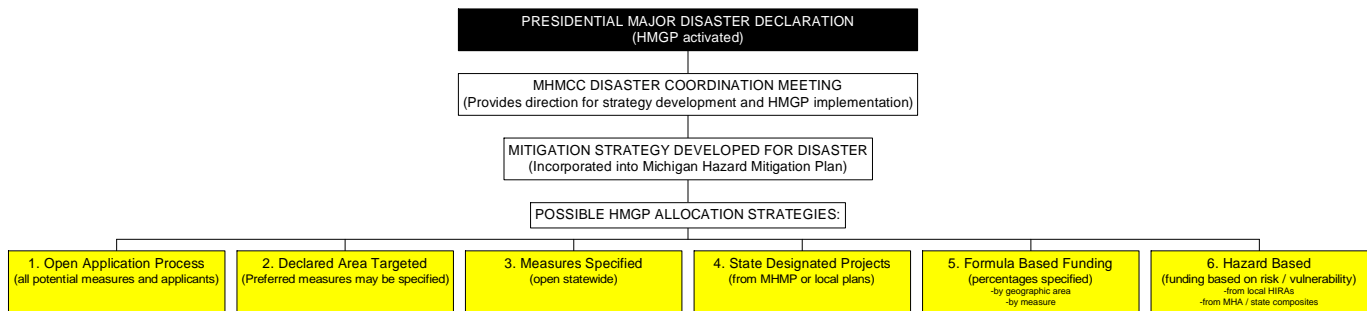 PRESIDENTIAL MAJOR DISASTER DECLARATION
(HMGP activated)
MHMCC DISASTER COORDINATION MEETING
(Provides direction for strategy development and HMGP implementation)
MITIGATION STRATEGY DEVELOPED FOR DISASTER
(Incorporated into Michigan Hazard Mitigation Plan)
POSSIBLE HMGP ALLOCATION STRATEGIES:
1. Open Application Process
(all potential measures and applicants)
2. Declared Area Targeted
(Preferred measures may be specified)
3. Measures Specified
(open statewide)
4. State Designated Projects
(from MHMP or local plans)
5. Formula Based Funding
(percentages specified)
-by geographic area
-by measure
6. Hazard Based
(funding based on risk / vulnerability)
-from local HIRAs
-from MHA / state composites